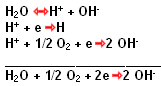 H₂O ⇔ H⁺ + OH⁻
H⁺ + e ➔ H
H⁺ + 1/2 O₂ + e ➔ 2 OH⁻
H₂O + 1/2 O₂ + 2e ➔ 2 OH⁻